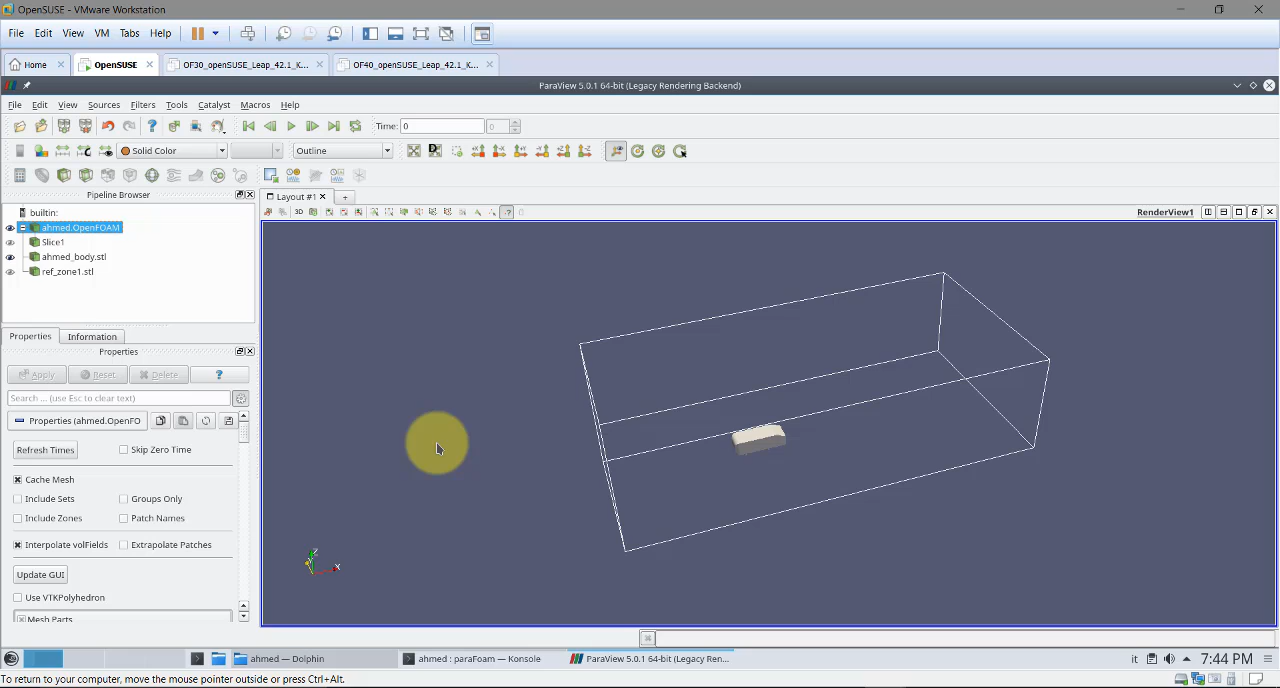 OpenSUSE - VMware Workstation
File Edit View VM Tabs Help
Home OpenSUSE OF30_openSUSE_Leap_42.1_K... OF40_openSUSE_Leap_42.1_K...
ParaView 5.0.1 64-bit (Legacy Rendering Backend)
File Edit View Sources Filters Tools Catalyst Macros Help
Time: 0 0
Solid Color Outline
Pipeline Browser
Layout #1
builtin:
3D RenderView1
ahmed.OpenFOAM
Slice1
ahmed_body.stl
ref_zone1.stl
Properties Information
Properties
Apply Reset Delete ?
Search ... (use Esc to clear text)
Properties (ahmed.OpenFO
Refresh Times Skip Zero Time
Cache Mesh
Include Sets Groups Only
Include Zones Patch Names
Interpolate volFields Extrapolate Patches
Update GUI
Use VTKPolyhedron
Mesh Parts
Z
X
ahmed — Dolphin ahmed : paraFoam — Konsole ParaView 5.0.1 64-bit (Legacy Ren... it 7:44 PM
To return to your computer, move the mouse pointer outside or press Ctrl+Alt.